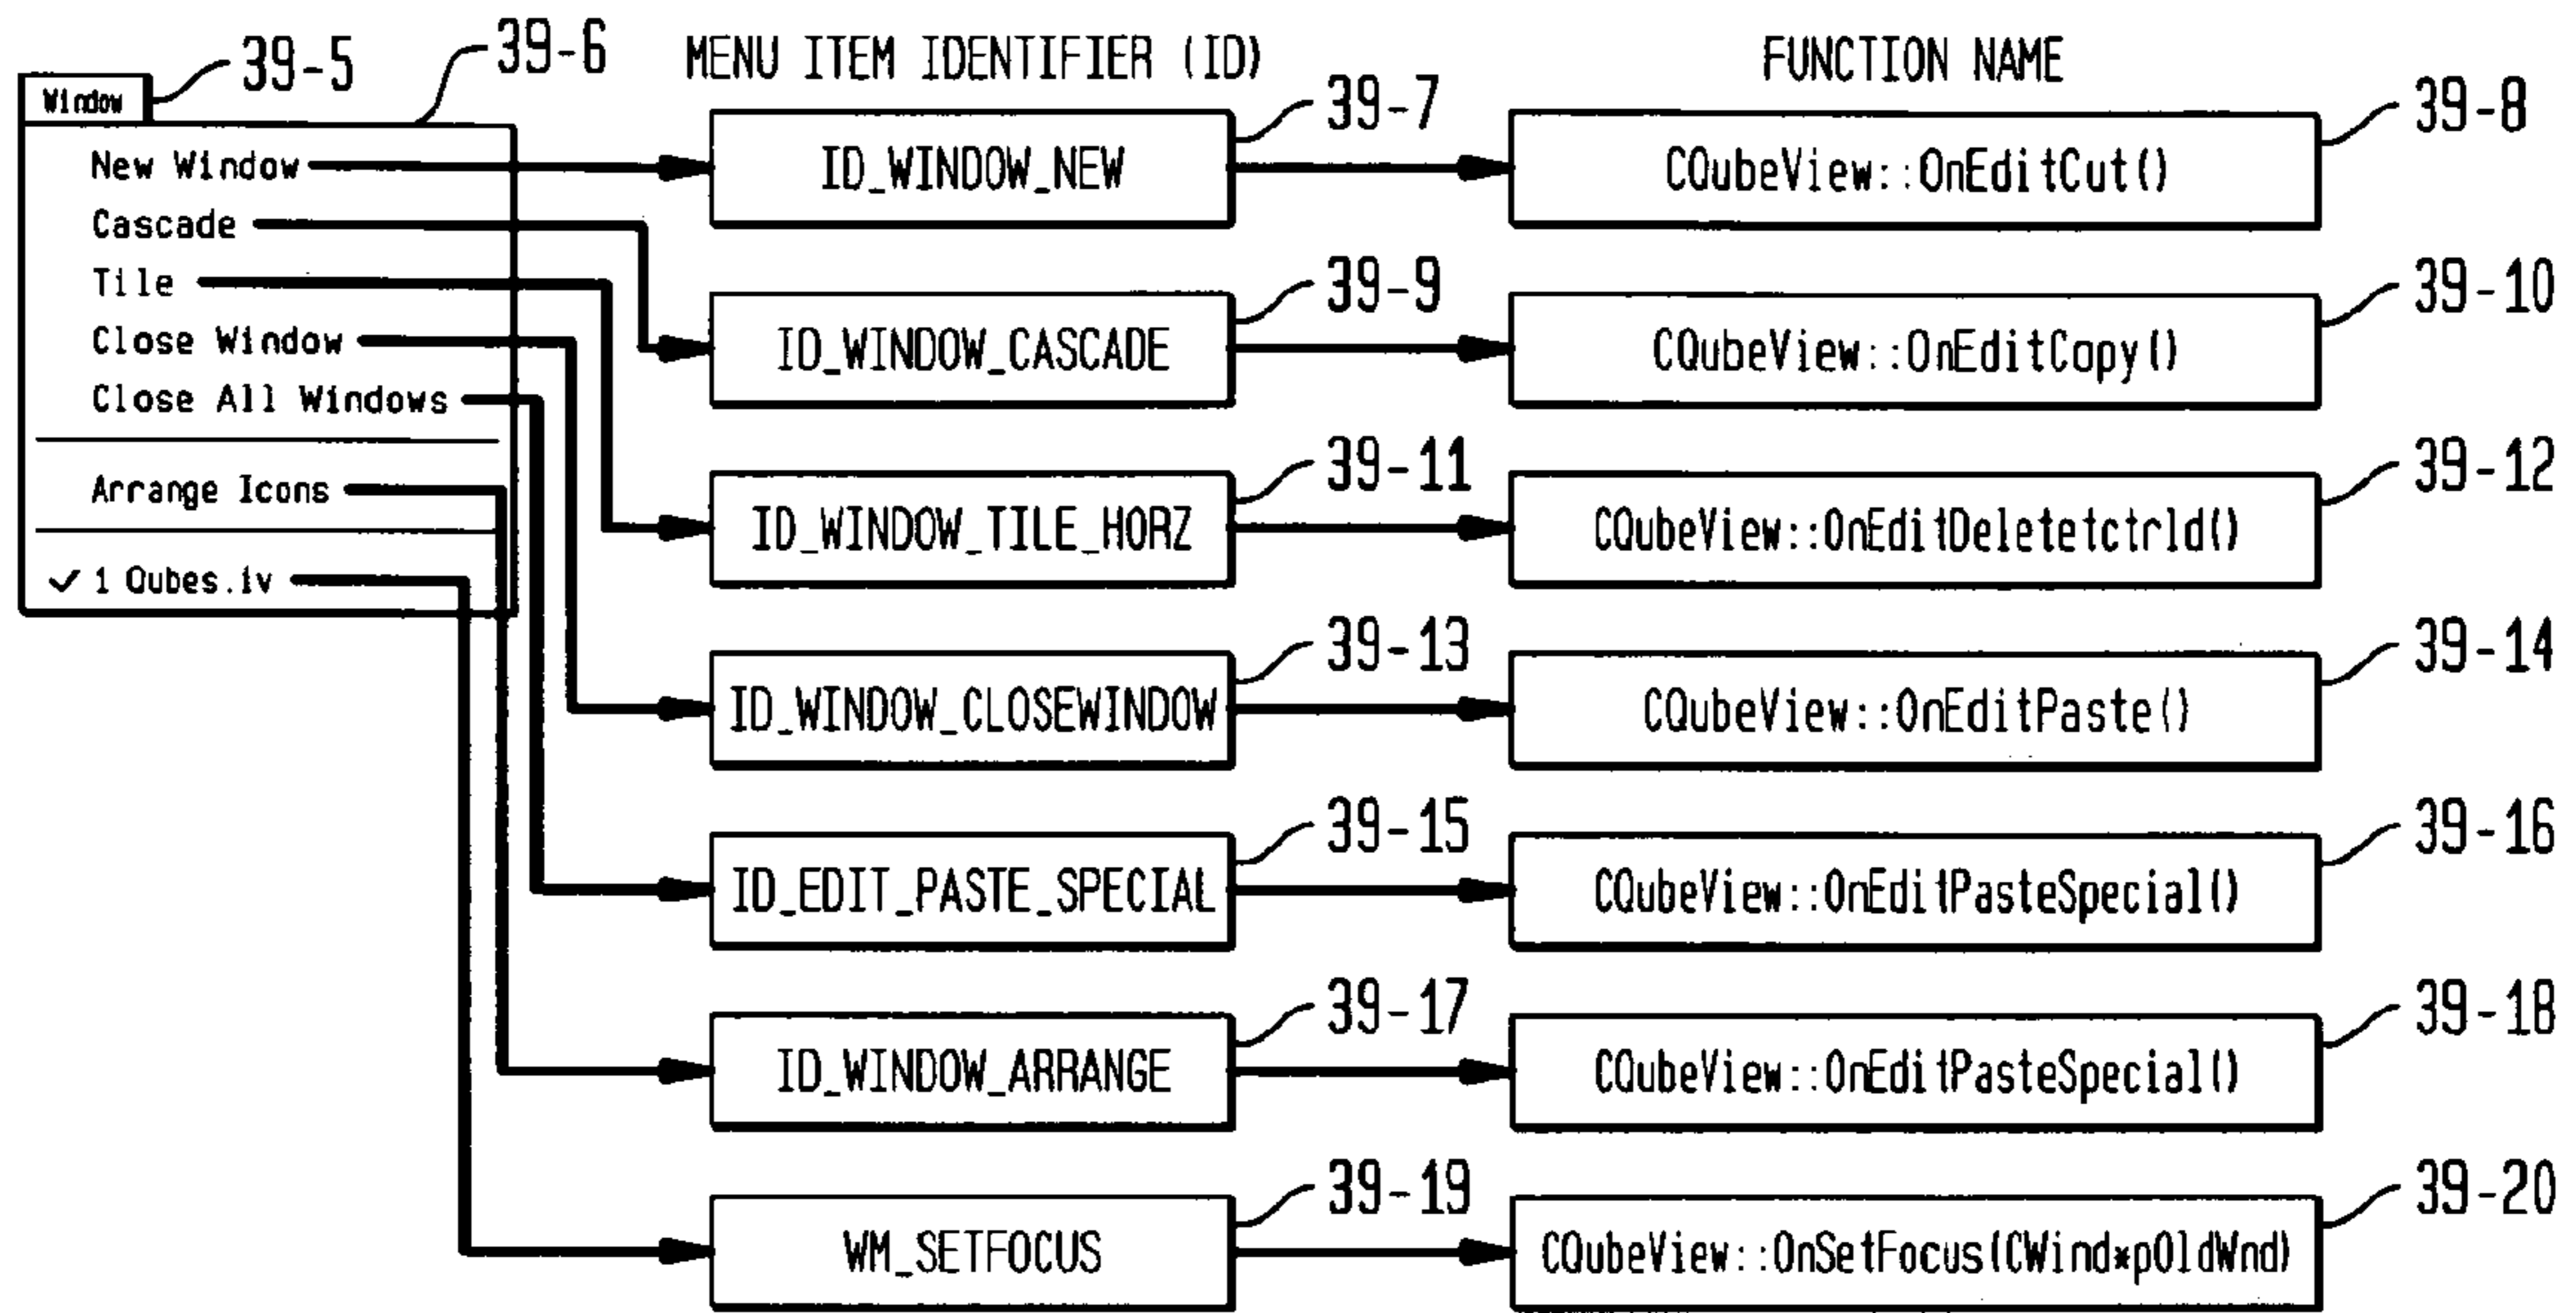 39-5
39-6
MENU ITEM IDENTIFIER (ID)
FUNCTION NAME
Window
New Window
Cascade
Tile
Close Window
Close All Windows
Arrange Icons
✓ 1 Qubes.iv
ID_WINDOW_NEW
39-7
CQubeView::OnEditCut()
39-8
ID_WINDOW_CASCADE
39-9
CQubeView::OnEditCopy()
39-10
ID_WINDOW_TILE_HORZ
39-11
CQubeView::OnEditDeletetctrld()
39-12
ID_WINDOW_CLOSEWINDOW
39-13
CQubeView::OnEditPaste()
39-14
ID_EDIT_PASTE_SPECIAL
39-15
CQubeView::OnEditPasteSpecial()
39-16
ID_WINDOW_ARRANGE
39-17
CQubeView::OnEditPasteSpecial()
39-18
WM_SETFOCUS
39-19
CQubeView::OnSetFocus(CWind*pOldWnd)
39-20